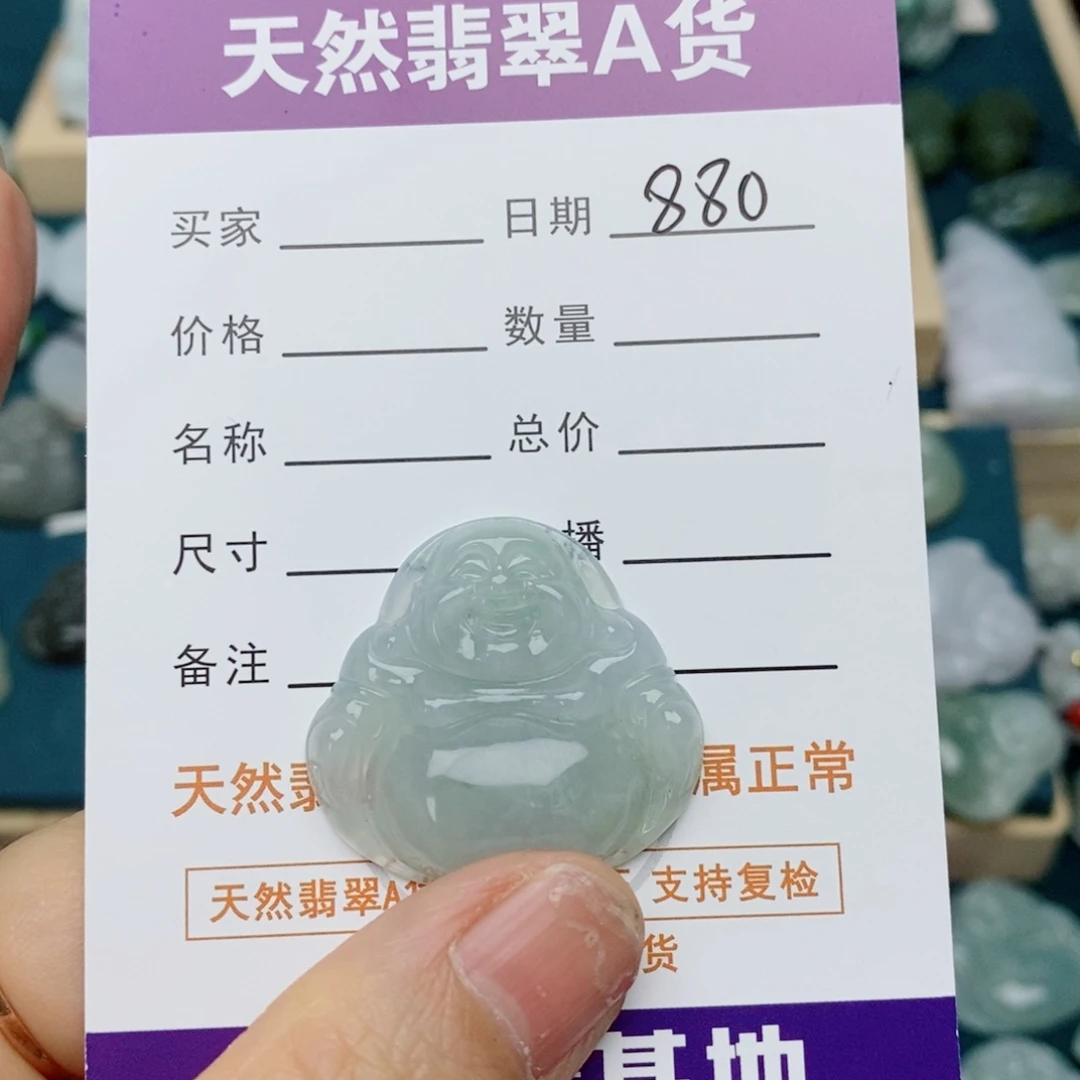 天然翡翠A货
买家 日期 880
价格 数量
名称 总价
尺寸 播
备注
天然 属正常
天然翡翠A 支持复检
货
基地